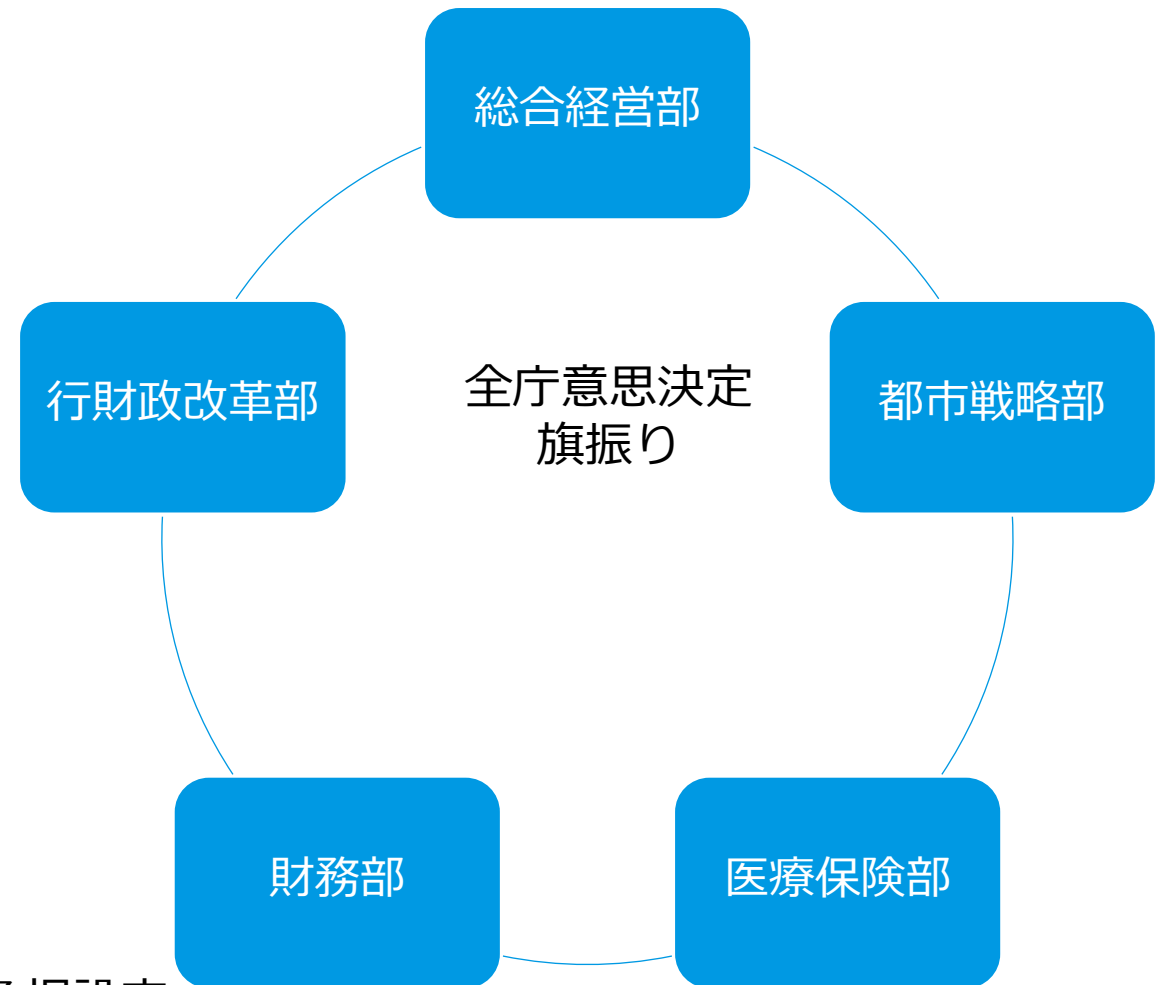 総合経営部
行財政改革部
全庁意思決定
旗振り
都市戦略部
財務部
医療保険部